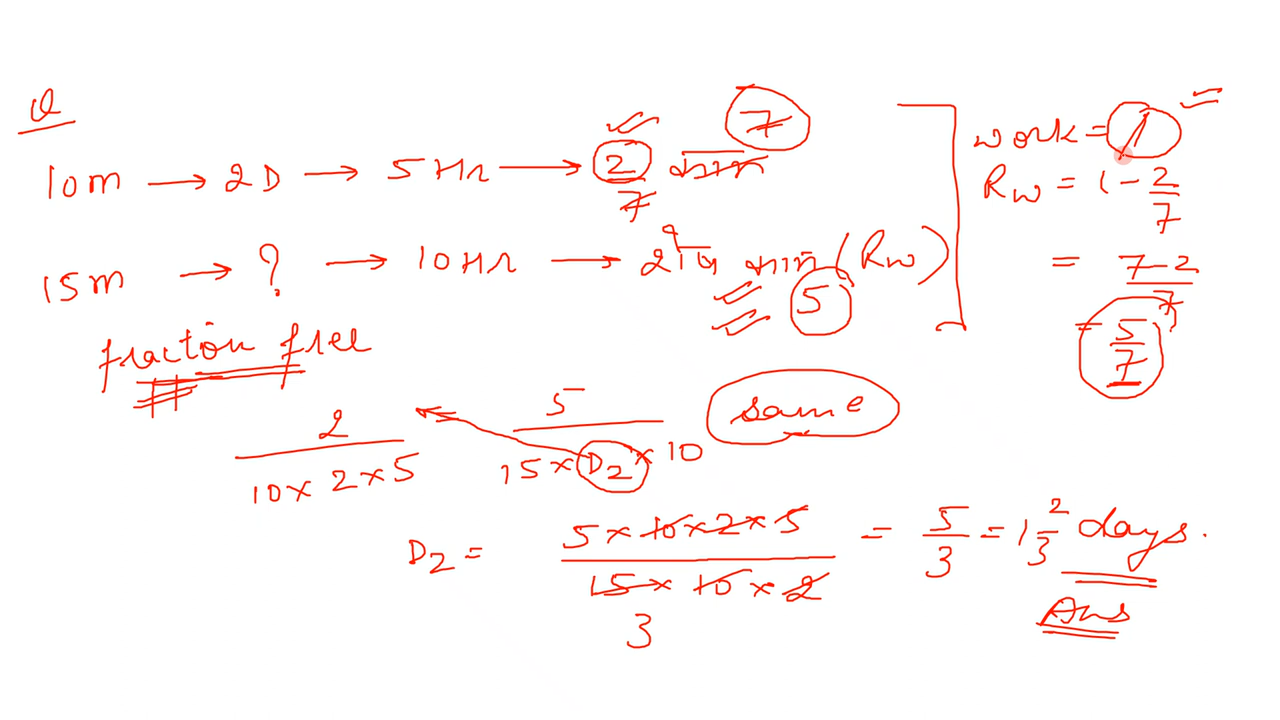 Q
10m → 2D → 5Hr → 2/7 काम 7 work = 1
Rw = 1 - 2/7
15m → ? → 10Hr → काम (Rw) = 7-2/7
5 = 5/7
fracton free
2/10 x 2 x 5 5/15 x D2 x 10 same
D2 = 5 x 10 x 2 x 5/15 x 10 x 2 = 5/3 = 1 2/3 days.
3 Ans